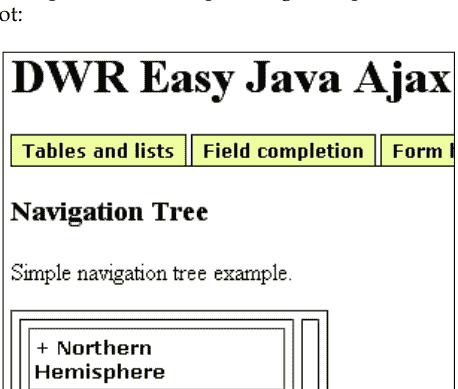 ot:
DWR Easy Java Ajax
Tables and lists Field completion Form
Navigation Tree
Simple navigation tree example.
+ Northern
Hemisphere